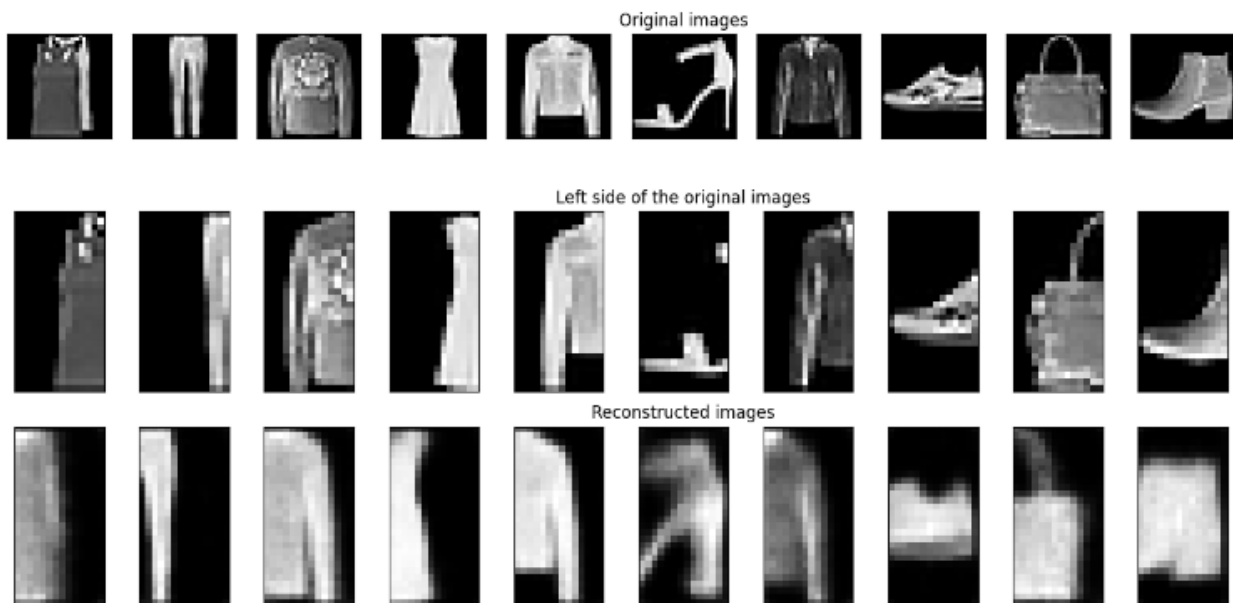 Original images
Left side of the original images
Reconstructed images